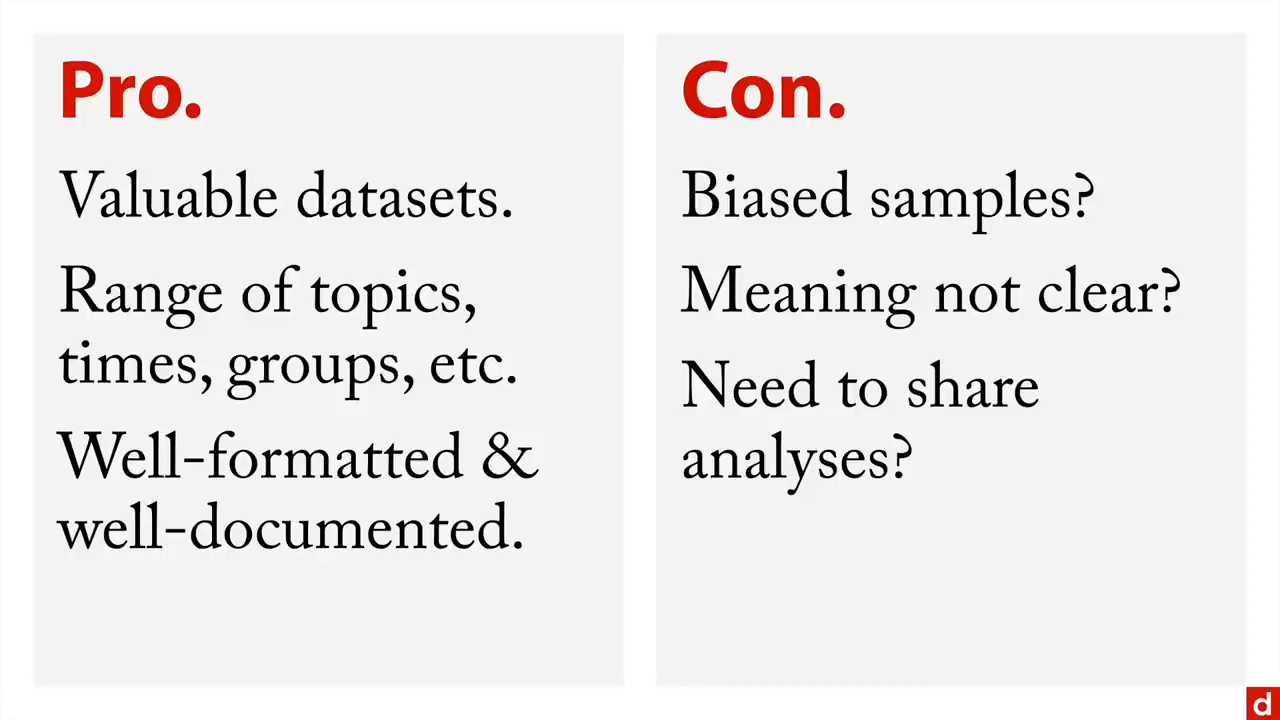 Pro.
Valuable datasets.
Range of topics,
times, groups, etc.
Well-formatted &
well-documented.
Con.
Biased samples?
Meaning not clear?
Need to share
analyses?
d